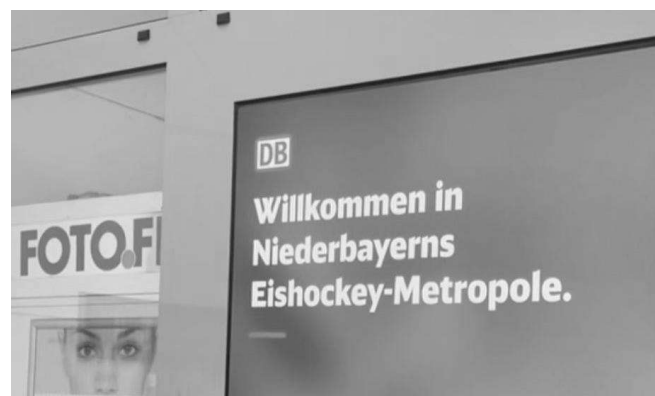 DB
Willkommen in
Niederbayerns
Eishockey-Metropole.
FOTO.F